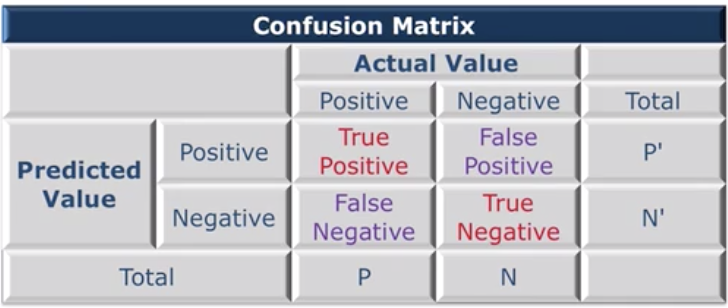 Confusion Matrix
Actual Value
Positive Negative Total
Predicted Value
Positive
True Positive
False Positive
P'
Negative
False Negative
True Negative
N'
Total P N